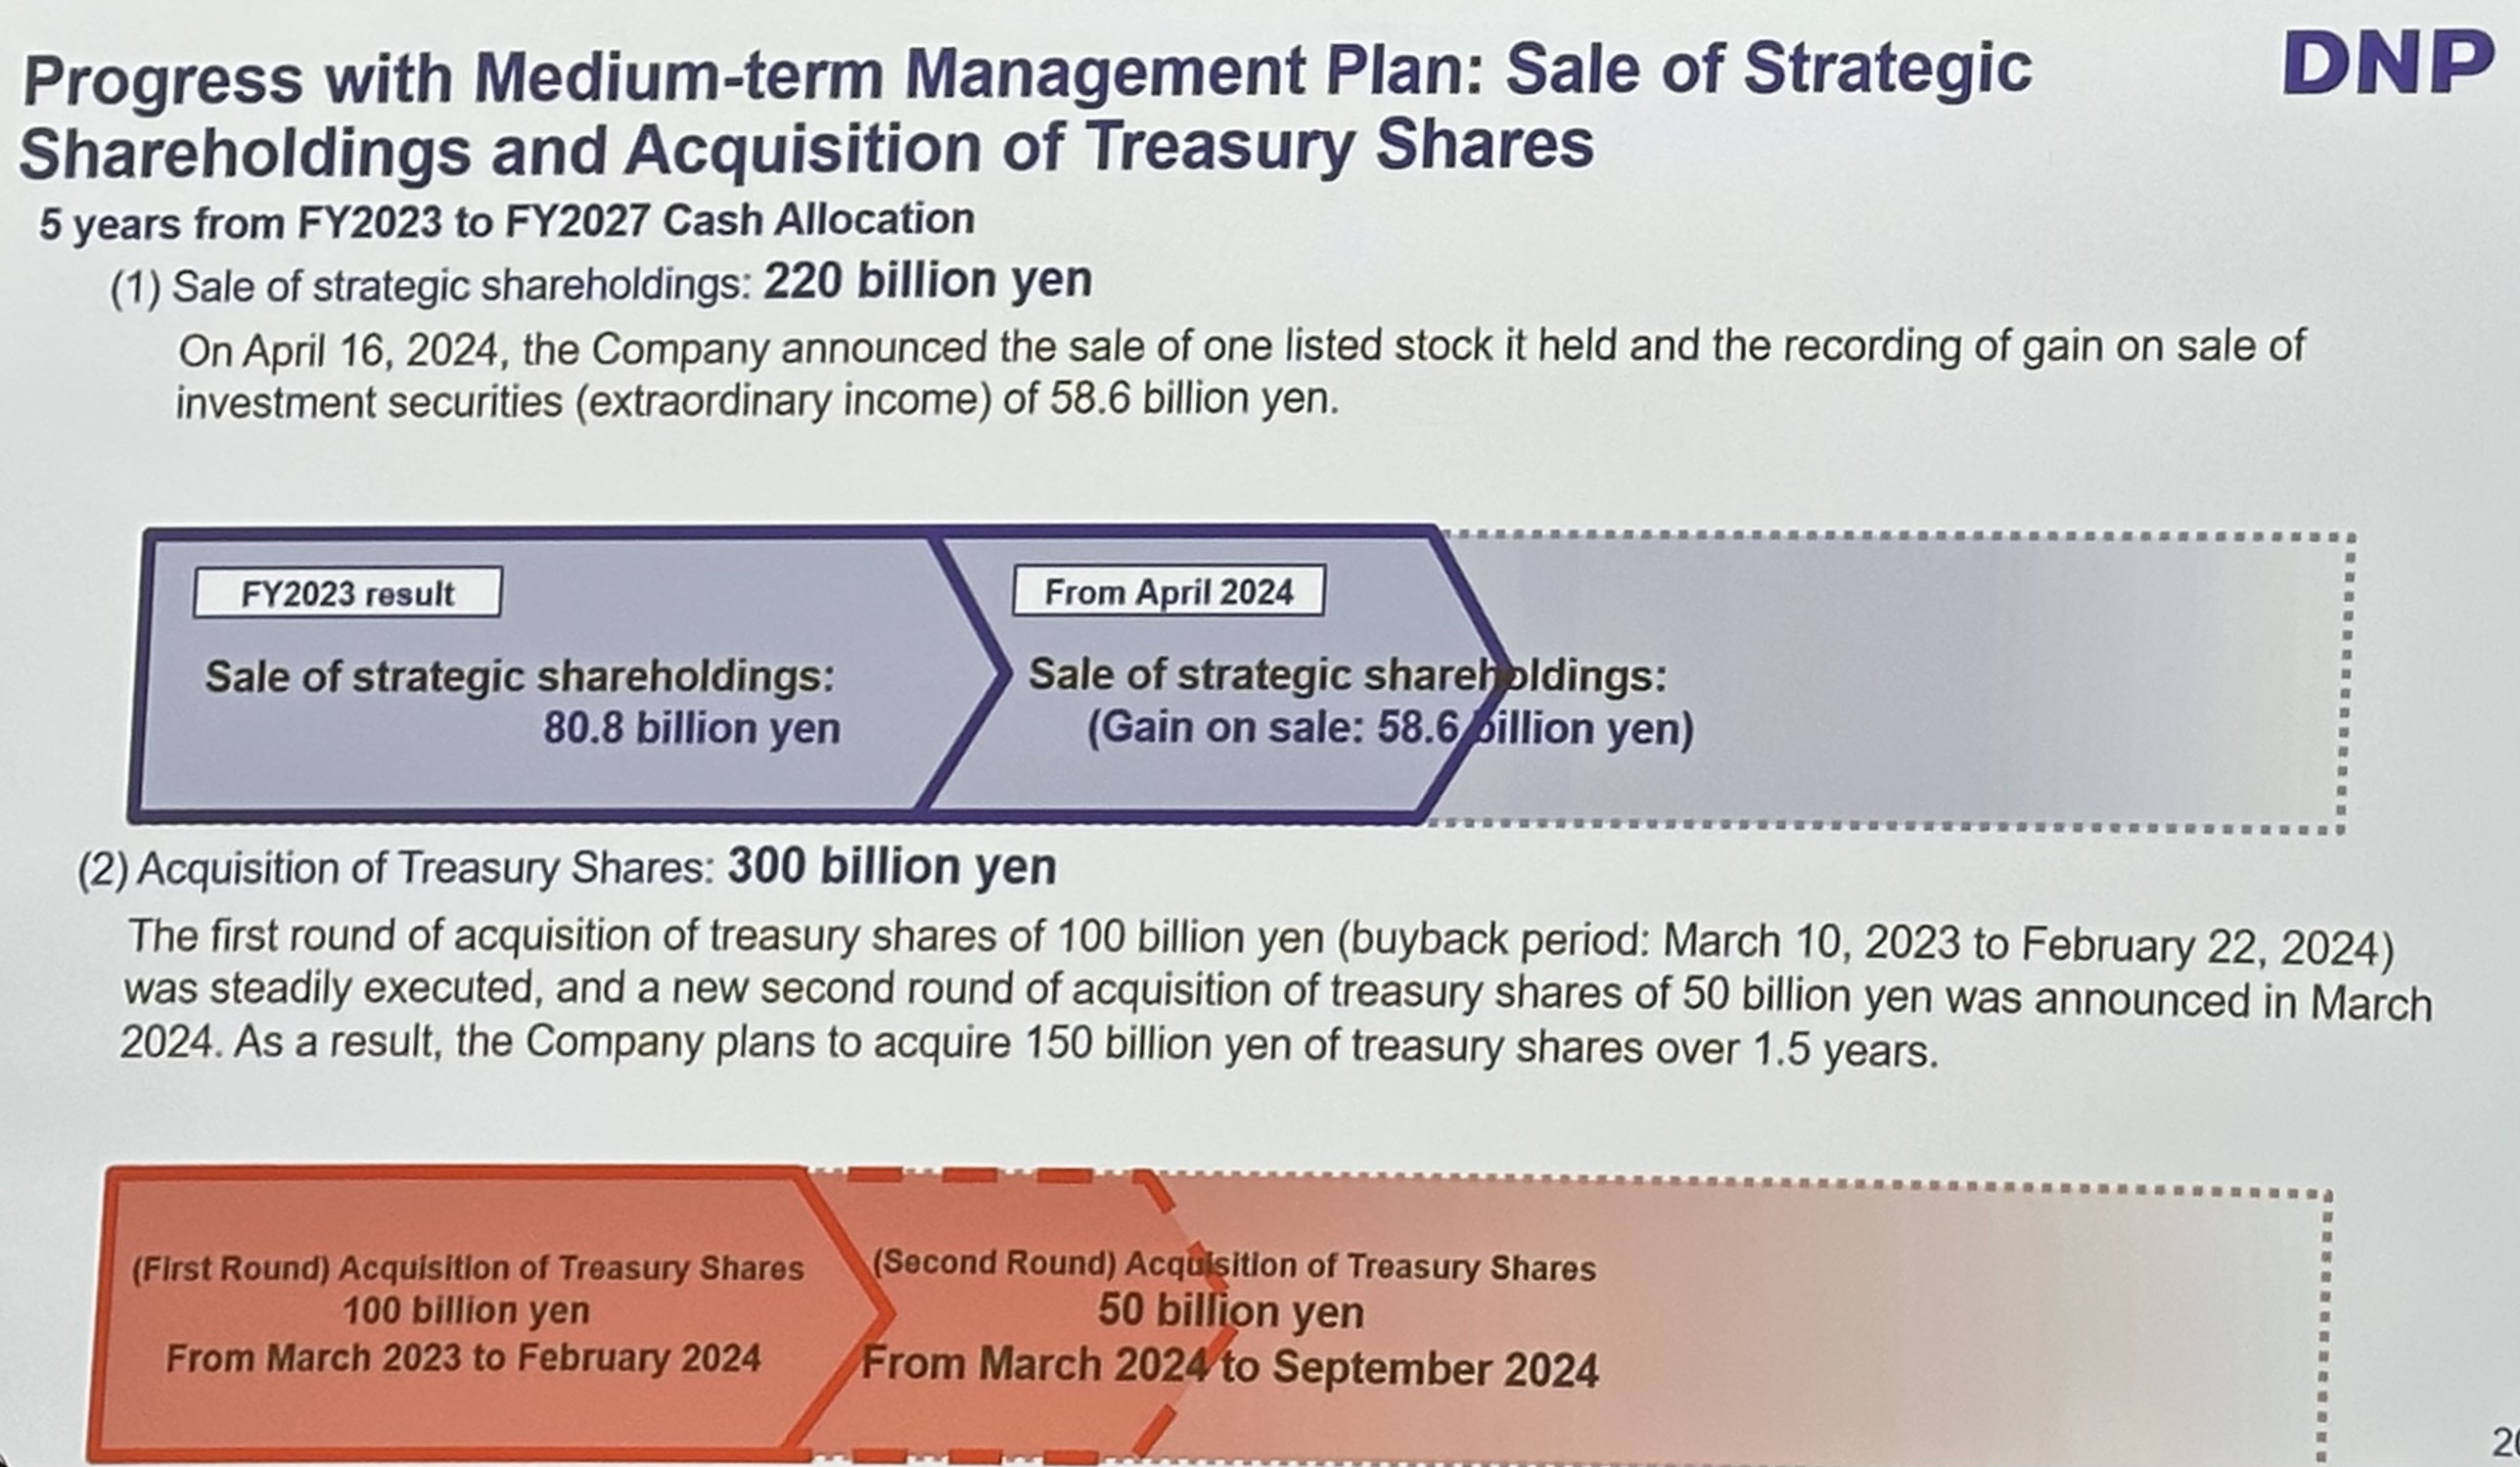 Progress with Medium-term Management Plan: Sale of Strategic
DNP
Shareholdings and Acquisition of Treasury Shares
5 years from FY2023 to FY2027 Cash Allocation
(1) Sale of strategic shareholdings: 220 billion yen
On April 16, 2024, the Company announced the sale of one listed stock it held and the recording of gain on sale of
investment securities (extraordinary income) of 58.6 billion yen.
FY2023 result
Sale of strategic shareholdings:
80.8 billion yen
From April 2024
Sale of strategic shareholdings:
(Gain on sale: 58.6 billion yen)
(2) Acquisition of Treasury Shares: 300 billion yen
The first round of acquisition of treasury shares of 100 billion yen (buyback period: March 10, 2023 to February 22, 2024)
was steadily executed, and a new second round of acquisition of treasury shares of 50 billion yen was announced in March
2024. As a result, the Company plans to acquire 150 billion yen of treasury shares over 1.5 years.
(First Round) Acquisition of Treasury Shares
100 billion yen
From March 2023 to February 2024
(Second Round) Acquisition of Treasury Shares
50 billion yen
From March 2024 to September 2024